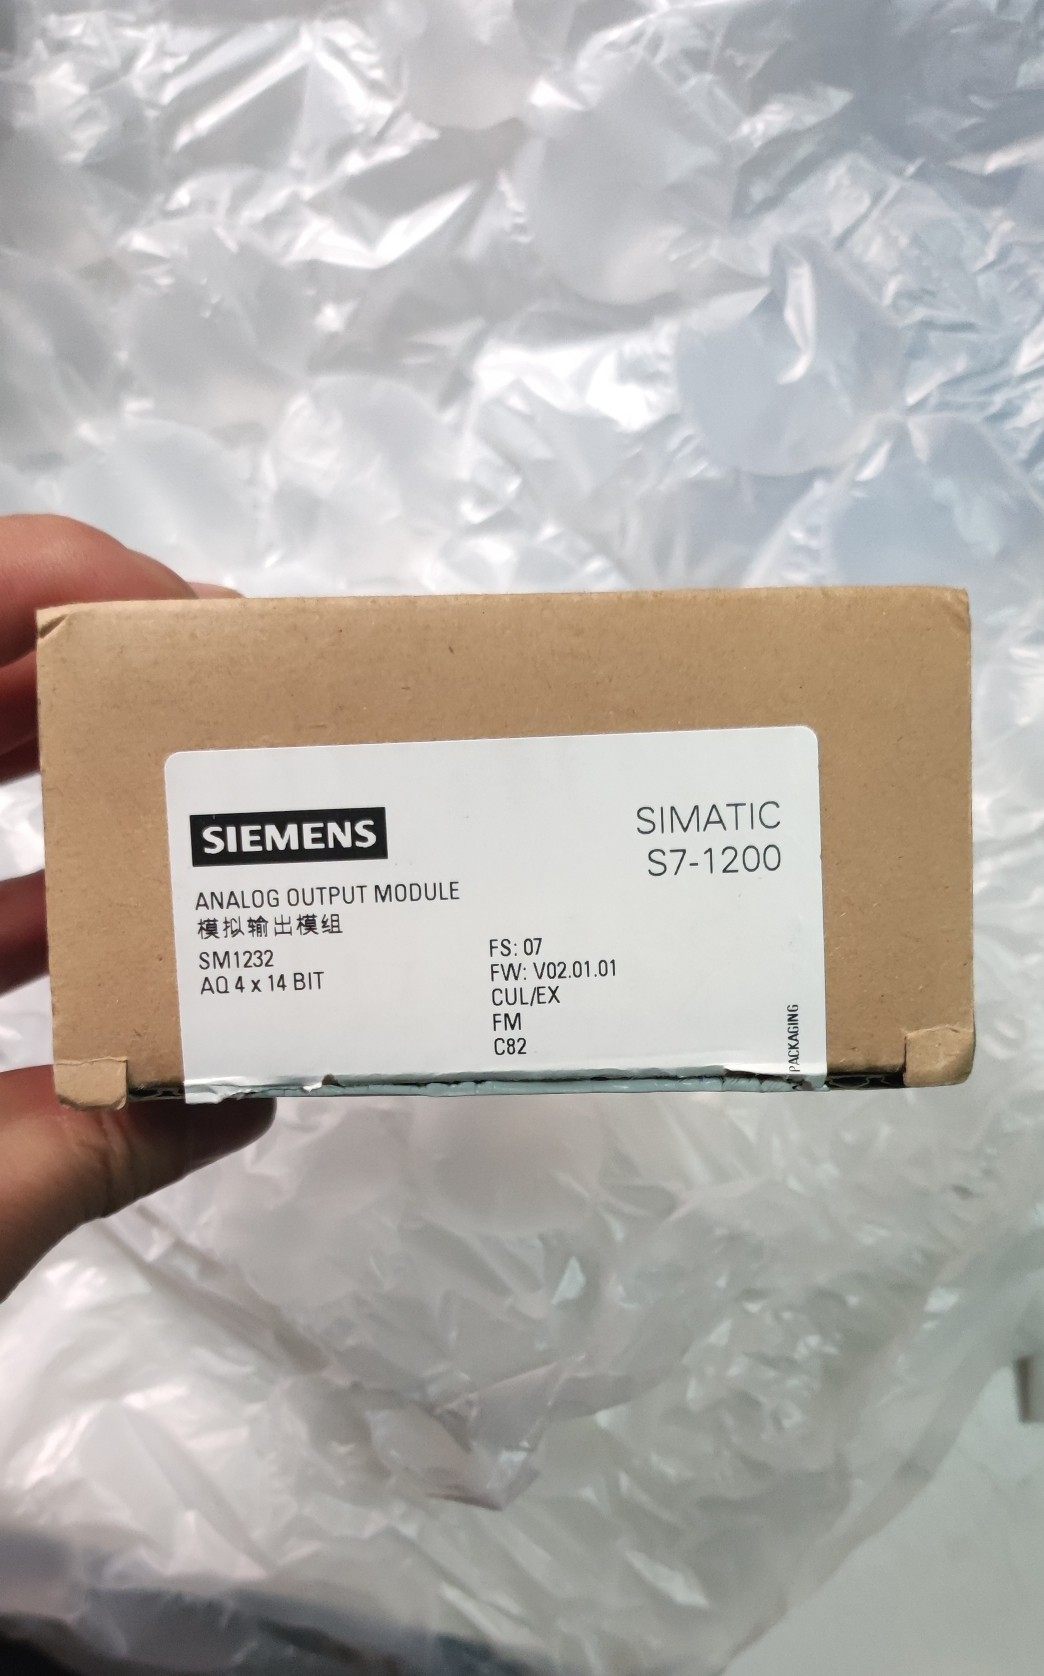 SIEMENS
SIMATIC
S7-1200
ANALOG OUTPUT MODULE
模拟输出模组
SM1232
AQ 4 x 14 BIT
FS: 07
FW: V02.01.01
CUL/EX
FM
C82
PACKAGING